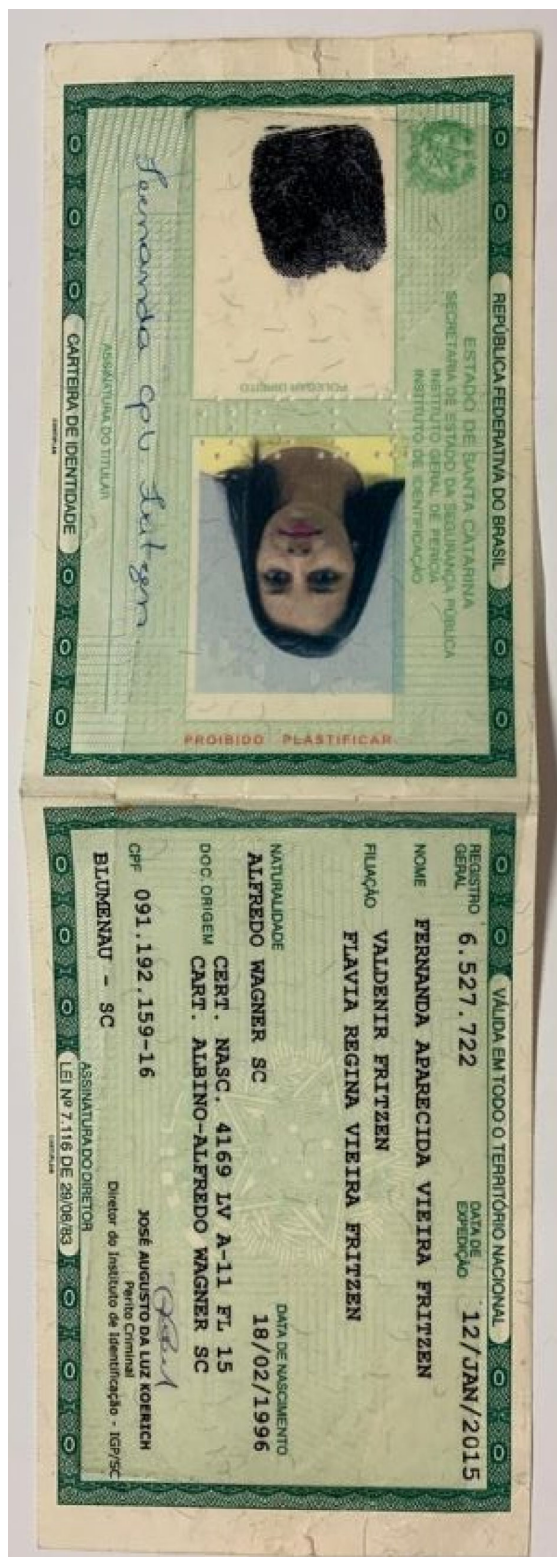 REPÚBLICA FEDERATIVA DO BRASIL
ESTADO DE SANTA CATARINA
SECRETARIA DE ESTADO DA SEGURANÇA PÚBLICA
INSTITUTO GERAL DE PERÍCIA
INSTITUTO DE IDENTIFICAÇÃO
POLEGAR DIREITO
PROIBIDO PLASTIFICAR
Fernanda Ap V. Fritzen
ASSINATURA DO TITULAR
CARTEIRA DE IDENTIDADE
VÁLIDA EM TODO O TERRITÓRIO NACIONAL
REGISTRO GERAL 6.527.722 DATA DE EXPEDIÇÃO 12/JAN/2015
NOME FERNANDA APARECIDA VIEIRA FRITZEN
FILIAÇÃO VALDENIR FRITZEN
FLAVIA REGINA VIEIRA FRITZEN
NATURALIDADE DATA DE NASCIMENTO
ALFREDO WAGNER SC 18/02/1996
DOC. ORIGEM CERT. NASC. 4169 LV A-11 FL 15
CART. ALBINO-ALFREDO WAGNER SC
CPF 091.192.159-16
JOSÉ AUGUSTO DA LUZ KOERICH
Perito Criminal
BLUMENAU - SC Diretor do Instituto de Identificação - IGP/SC
ASSINATURA DO DIRETOR
LEI Nº 7.116 DE 29/08/83